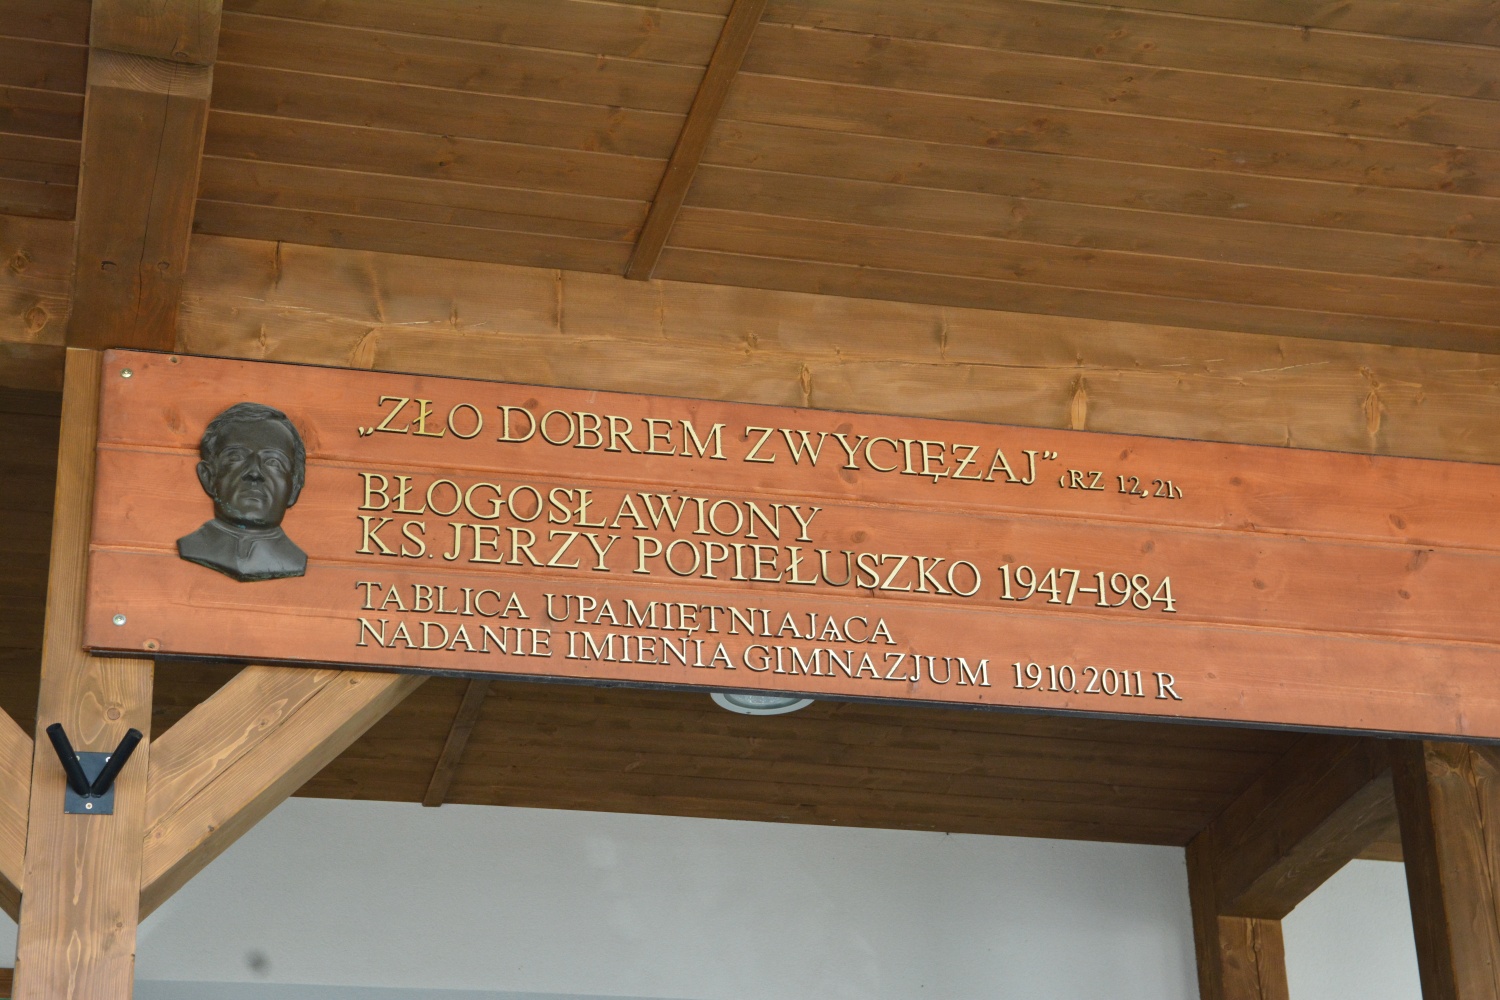 „ZŁO DOBREM ZWYCIĘŻAJ” (RZ 12,21)
BŁOGOSŁAWIONY
KS. JERZY POPIEŁUSZKO 1947-1984
TABLICA UPAMIĘTNIAJĄCA
NADANIE IMIENIA GIMNAZJUM 19.10.2011 R